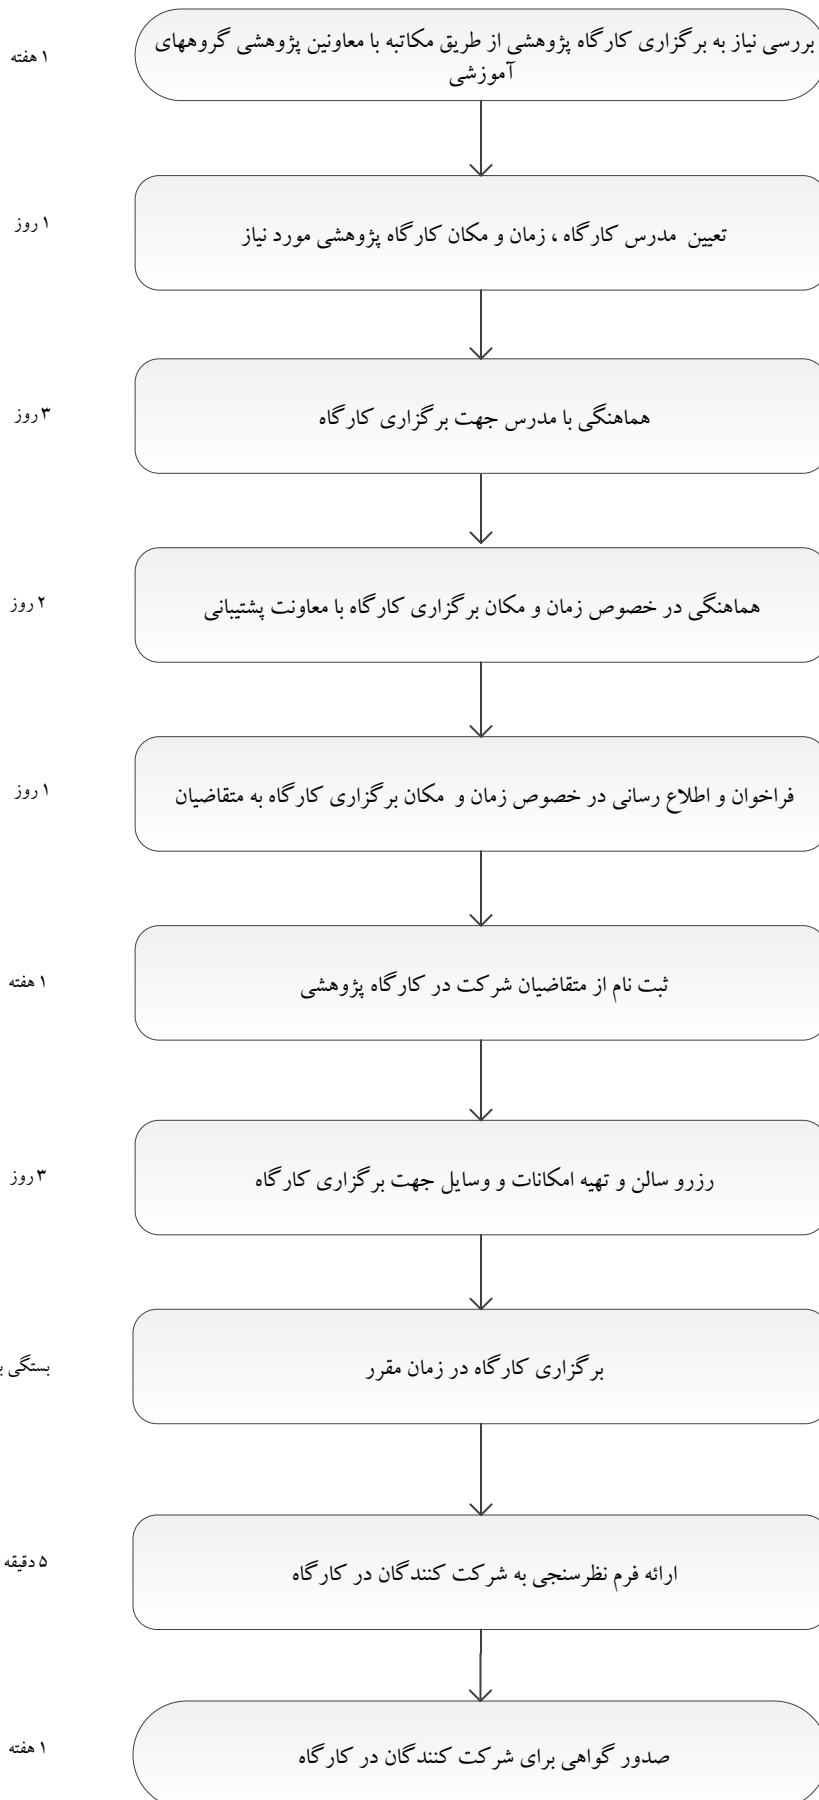 بررسی نیاز به برگزاری کارگاه پژوهشی از طریق مکاتبه با معاونین پژوهشی گروههای
آموزشی
۱ هفته
تعیین مدرس کارگاه ، زمان و مکان کارگاه پژوهشی مورد نیاز
۱ روز
هماهنگی با مدرس جهت برگزاری کارگاه
۳ روز
هماهنگی در خصوص زمان و مکان برگزاری کارگاه با معاونت پشتیبانی
۲ روز
فراخوان و اطلاع رسانی در خصوص زمان و مکان برگزاری کارگاه به متقاضیان
۱ روز
ثبت نام از متقاضیان شرکت در کارگاه پژوهشی
۱ هفته
رزرو سالن و تهیه امکانات و وسایل جهت برگزاری کارگاه
۳ روز
برگزاری کارگاه در زمان مقرر
بستگی
ارائه فرم نظرسنجی به شرکت کنندگان در کارگاه
۵ دقیقه
صدور گواهی برای شرکت کنندگان در کارگاه
۱ هفته